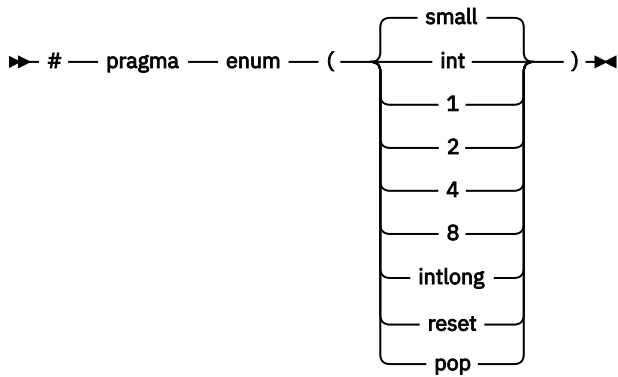 small
# pragma enum ( int )
1
2
4
8
intlong
reset
pop